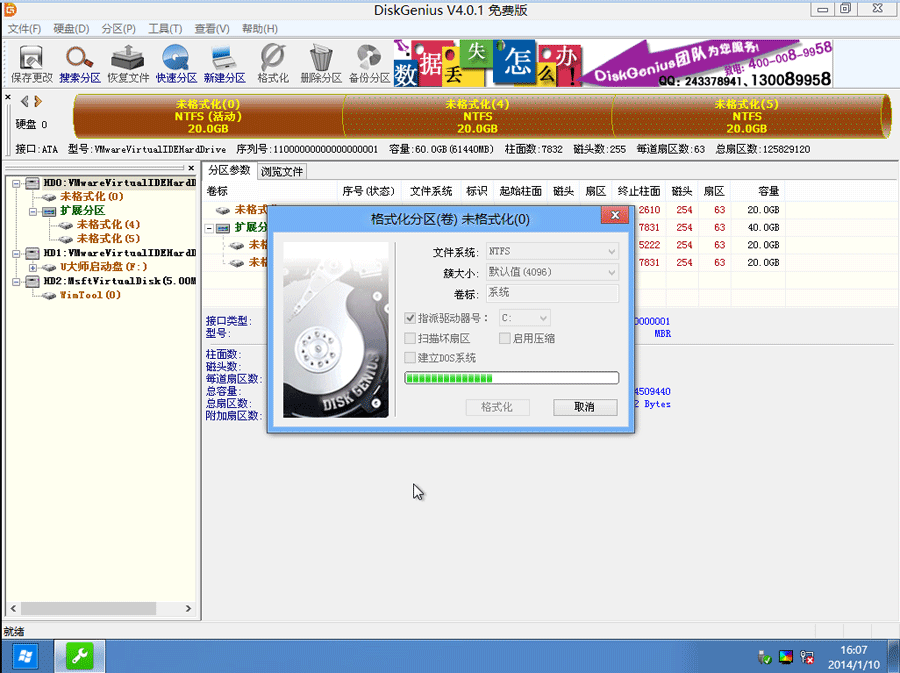 DiskGenius V4.0.1 免费版
文件(F) 硬盘(D) 分区(P) 工具(T) 查看(V) 帮助(H)
保存更改 搜索分区 恢复文件 快速分区 新建分区 格式化 删除分区 备份分区
数据丢失怎么办!
DiskGenius团队为您服务!
致电: 400-008-9958
QQ: 243378941、1300089958
硬盘 0
未格式化(0)
NTFS (活动)
20.0GB
未格式化(4)
NTFS
20.0GB
未格式化(5)
NTFS
20.0GB
接口:ATA 型号:VMwareVirtualIDEHardDrive 序列号:11000000000000000001 容量:60.0GB(61440MB) 柱面数:7832 磁头数:255 每道扇区数:63 总扇区数:125829120
HD0:VMwareVirtualIDEHardD
未格式化(0)
扩展分区
未格式化(4)
未格式化(5)
HD1:VMwareVirtualIDEHardD
U大师启动盘(F:)
HD2:MsftVirtualDisk(5.00M
WimTool(0)
分区参数 浏览文件
卷标 序号(状态) 文件系统 标识 起始柱面 磁头 扇区 终止柱面 磁头 扇区 容量
未格式 2610 254 63 20.0GB
扩展分 7831 254 63 40.0GB
未格 5222 254 63 20.0GB
未格 7831 254 63 20.0GB
接口类型:
0000001
型号:
MBR
柱面数:
磁头数:
每道扇区数:
总容量:
4509440
总扇区数:
2 Bytes
附加扇区数:
格式化分区(卷) 未格式化(0)
文件系统: NTFS
簇大小: 默认值(4096)
卷标: 系统
指派驱动器号: C:
扫描坏扇区 启用压缩
建立DOS系统
DISK GENIUS
格式化 取消
就绪
16:07
2014/1/10